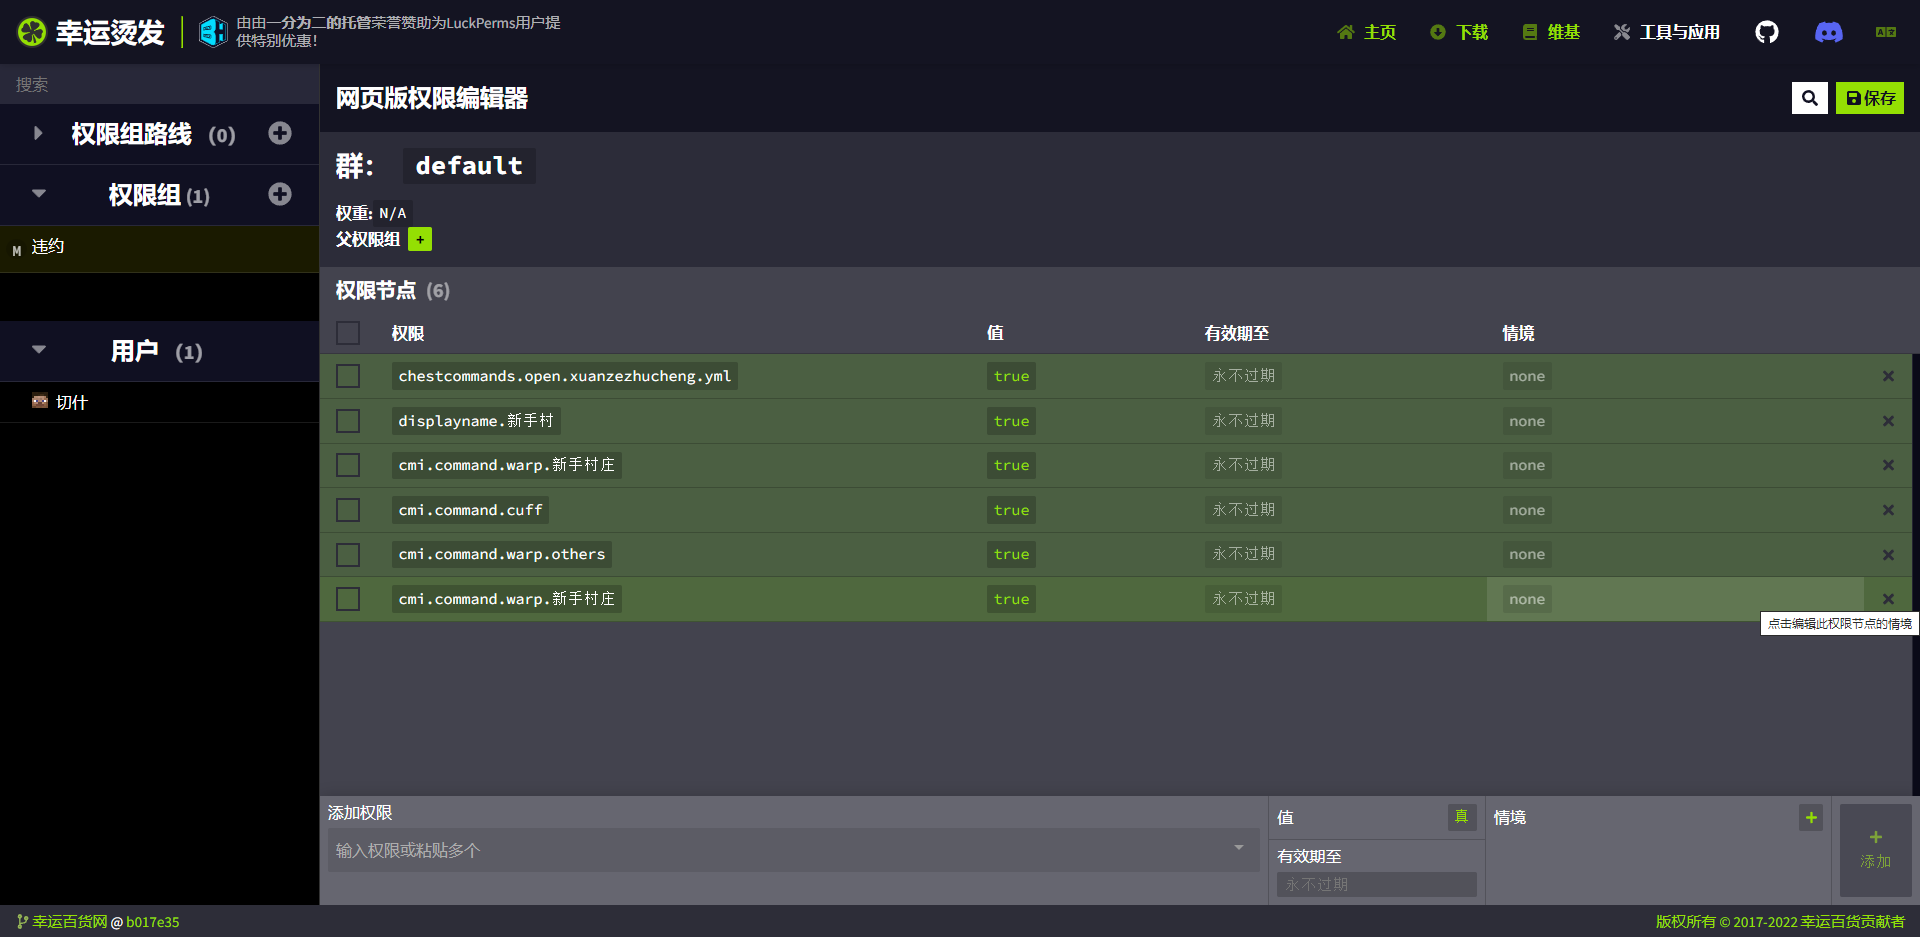 幸运烫发
由由一分为二的托管荣誉赞助为LuckPerms用户提
供特别优惠!
主页
下载
维基
工具与应用
搜索
网页版权限编辑器
保存
权限组路线 (0)
权限组 (1)
M 违约
用户 (1)
切什
群: default
权重: N/A
父权限组 +
权限节点 (6)
权限 值 有效期至 情境
chestcommands.open.xuanzezhucheng.yml true 永不过期 none
displayname.新手村 true 永不过期 none
cmi.command.warp.新手村庄 true 永不过期 none
cmi.command.cuff true 永不过期 none
cmi.command.warp.others true 永不过期 none
cmi.command.warp.新手村庄 true 永不过期 none
点击编辑此权限节点的情境
添加权限
输入权限或粘贴多个
值 真
有效期至
永不过期
情境 +
+
添加
幸运百货网 @ b017e35
版权所有 © 2017-2022 幸运百货贡献者